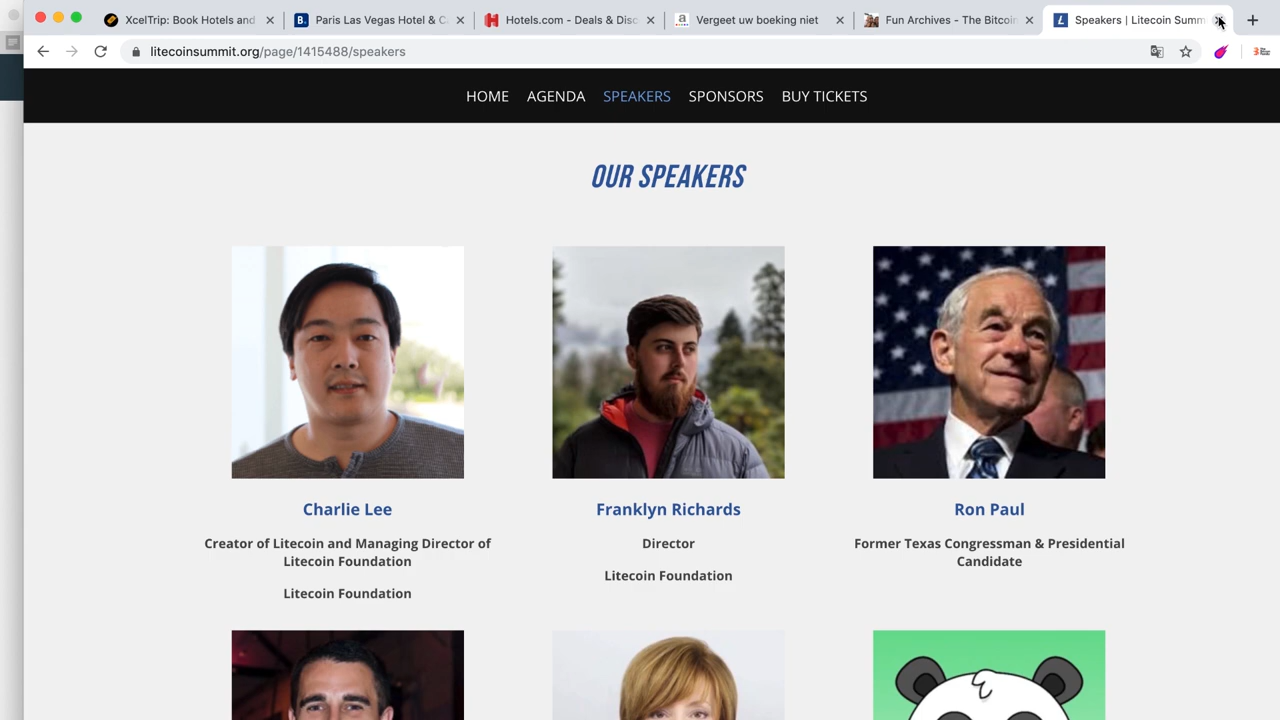 XcelTrip: Book Hotels and
Paris Las Vegas Hotel & C
Hotels.com - Deals & Disc
Vergeet uw boeking niet
Fun Archives - The Bitcoin
Speakers | Litecoin Summ
litecoinsummit.org/page/1415488/speakers
HOME AGENDA SPEAKERS SPONSORS BUY TICKETS
OUR SPEAKERS
Charlie Lee
Creator of Litecoin and Managing Director of
Litecoin Foundation
Litecoin Foundation
Franklyn Richards
Director
Litecoin Foundation
Ron Paul
Former Texas Congressman & Presidential
Candidate